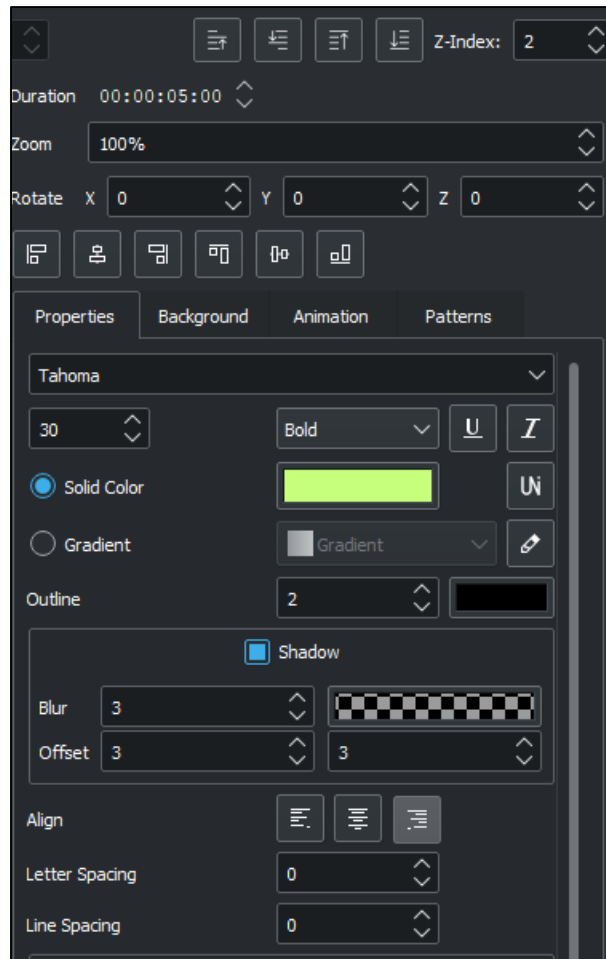 Z-Index: 2
Duration 00:00:05:00
Zoom 100%
Rotate X 0 Y 0 Z 0
Properties Background Animation Patterns
Tahoma
30 Bold U I
Solid Color UNi
Gradient Gradient
Outline 2
Shadow
Blur 3
Offset 3 3
Align
Letter Spacing 0
Line Spacing 0